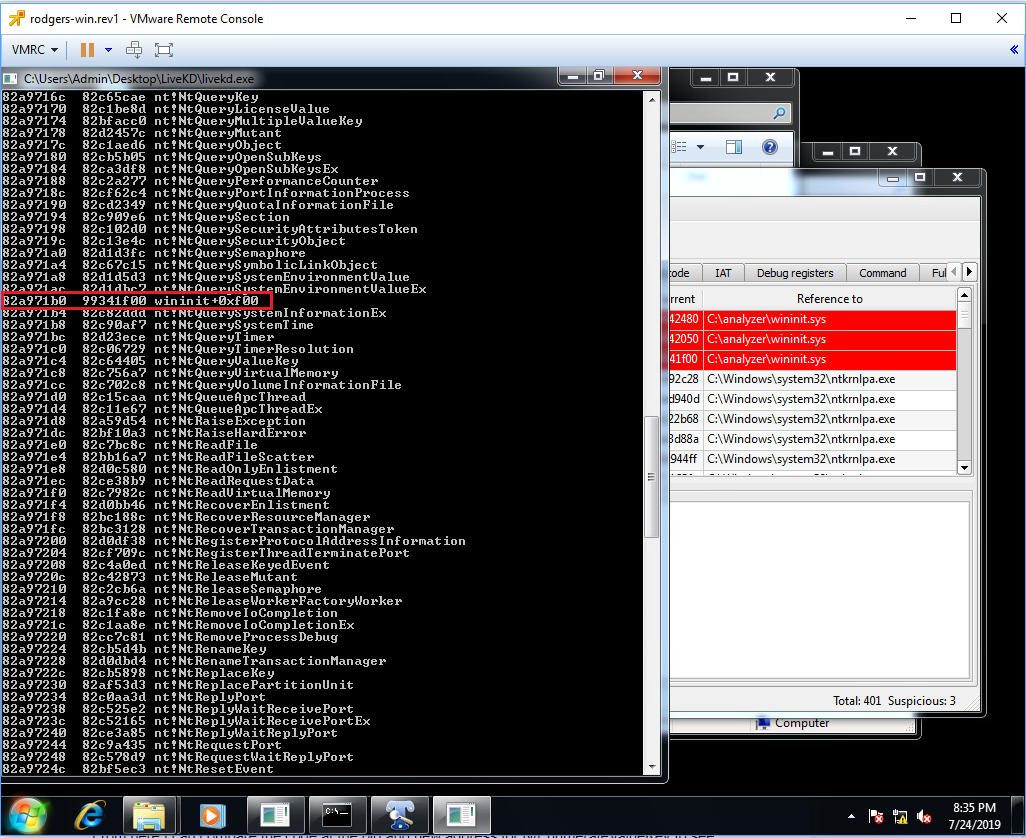 rodgers-win.rev1 - VMware Remote Console
VMRC
C:\Users\Admin\Desktop\LiveKD\livekd.exe
82a9716c 82c65cae nt!NtQueryKey
82a97170 82c1be8d nt!NtQueryLicenseValue
82a97174 82bfacc0 nt!NtQueryMultipleValueKey
82a97178 82d2457c nt!NtQueryMutant
82a9717c 82c1aed6 nt!NtQueryObject
82a97180 82cb5b05 nt!NtQueryOpenSubKeys
82a97184 82ca3df8 nt!NtQueryOpenSubKeysEx
82a97188 82c2a277 nt!NtQueryPerformanceCounter
82a9718c 82cf62c4 nt!NtQueryPortInformationProcess
82a97190 82cd2349 nt!NtQueryQuotaInformationFile
82a97194 82c909e6 nt!NtQuerySection
82a97198 82c102d0 nt!NtQuerySecurityAttributesToken
82a9719c 82c13e4c nt!NtQuerySecurityObject
82a971a0 82d1d3fc nt!NtQuerySemaphore
82a971a4 82c67c15 nt!NtQuerySymbolicLinkObject
82a971a8 82d1d5d3 nt!NtQuerySystemEnvironmentValue
82a971ac 82d1dbc7 nt!NtQuerySystemEnvironmentValueEx
82a971b0 99341f00 wininit+0xf00
82a971b4 82c82ddd nt!NtQuerySystemInformationEx
82a971b8 82c90af7 nt!NtQuerySystemTime
82a971bc 82d23ece nt!NtQueryTimer
82a971c0 82c06729 nt!NtQueryTimerResolution
82a971c4 82c64405 nt!NtQueryValueKey
82a971c8 82c756a7 nt!NtQueryVirtualMemory
82a971cc 82c702c8 nt!NtQueryVolumeInformationFile
82a971d0 82c15caa nt!NtQueueApcThread
82a971d4 82c11e67 nt!NtQueueApcThreadEx
82a971d8 82a59d54 nt!NtRaiseException
82a971dc 82bf10a3 nt!NtRaiseHardError
82a971e0 82c7bc8c nt!NtReadFile
82a971e4 82bb16a7 nt!NtReadFileScatter
82a971e8 82d0c580 nt!NtReadOnlyEnlistment
82a971ec 82ce38b9 nt!NtReadRequestData
82a971f0 82c7982c nt!NtReadVirtualMemory
82a971f4 82d0bb46 nt!NtRecoverEnlistment
82a971f8 82bc188c nt!NtRecoverResourceManager
82a971fc 82bc3128 nt!NtRecoverTransactionManager
82a97200 82d0df38 nt!NtRegisterProtocolAddressInformation
82a97204 82cf709c nt!NtRegisterThreadTerminatePort
82a97208 82c4a0ed nt!NtReleaseKeyedEvent
82a9720c 82c42873 nt!NtReleaseMutant
82a97210 82c2cb6a nt!NtReleaseSemaphore
82a97214 82a9cc28 nt!NtReleaseWorkerFactoryWorker
82a97218 82c1fa8e nt!NtRemoveIoCompletion
82a9721c 82c1aa8e nt!NtRemoveIoCompletionEx
82a97220 82cc7c81 nt!NtRemoveProcessDebug
82a97224 82cb5d4b nt!NtRenameKey
82a97228 82d0dbd4 nt!NtRenameTransactionManager
82a9722c 82cb5898 nt!NtReplaceKey
82a97230 82af53d3 nt!NtReplacePartitionUnit
82a97234 82c0aa3d nt!NtReplyPort
82a97238 82c525e2 nt!NtReplyWaitReceivePort
82a9723c 82c52165 nt!NtReplyWaitReceivePortEx
82a97240 82ce3a85 nt!NtReplyWaitReplyPort
82a97244 82c9a435 nt!NtRequestPort
82a97248 82c578d9 nt!NtRequestWaitReplyPort
82a9724c 82bf5ec3 nt!NtResetEvent
ode IAT Debug registers Command Ful
rrent Reference to
42480 C:\analyzer\wininit.sys
42050 C:\analyzer\wininit.sys
41f00 C:\analyzer\wininit.sys
92c28 C:\Windows\system32\ntkrnlpa.exe
d940d C:\Windows\system32\ntkrnlpa.exe
22b68 C:\Windows\system32\ntkrnlpa.exe
3d88a C:\Windows\system32\ntkrnlpa.exe
944ff C:\Windows\system32\ntkrnlpa.exe
Total: 401 Suspicious: 3
Computer
8:35 PM
7/24/2019